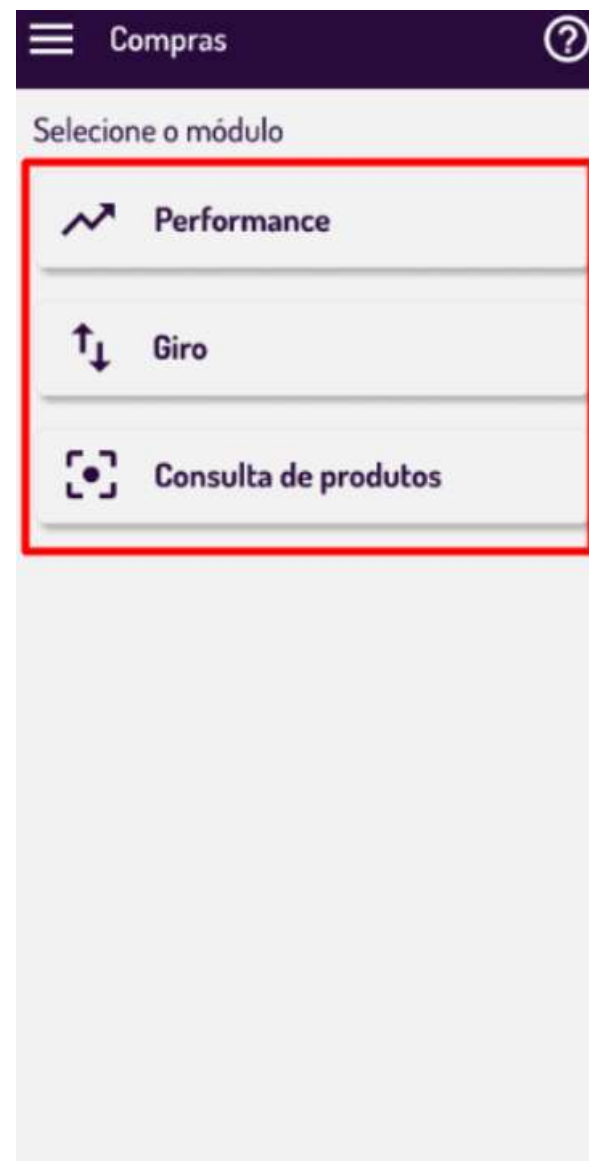 Compras
Selecione o módulo
Performance
Giro
Consulta de produtos